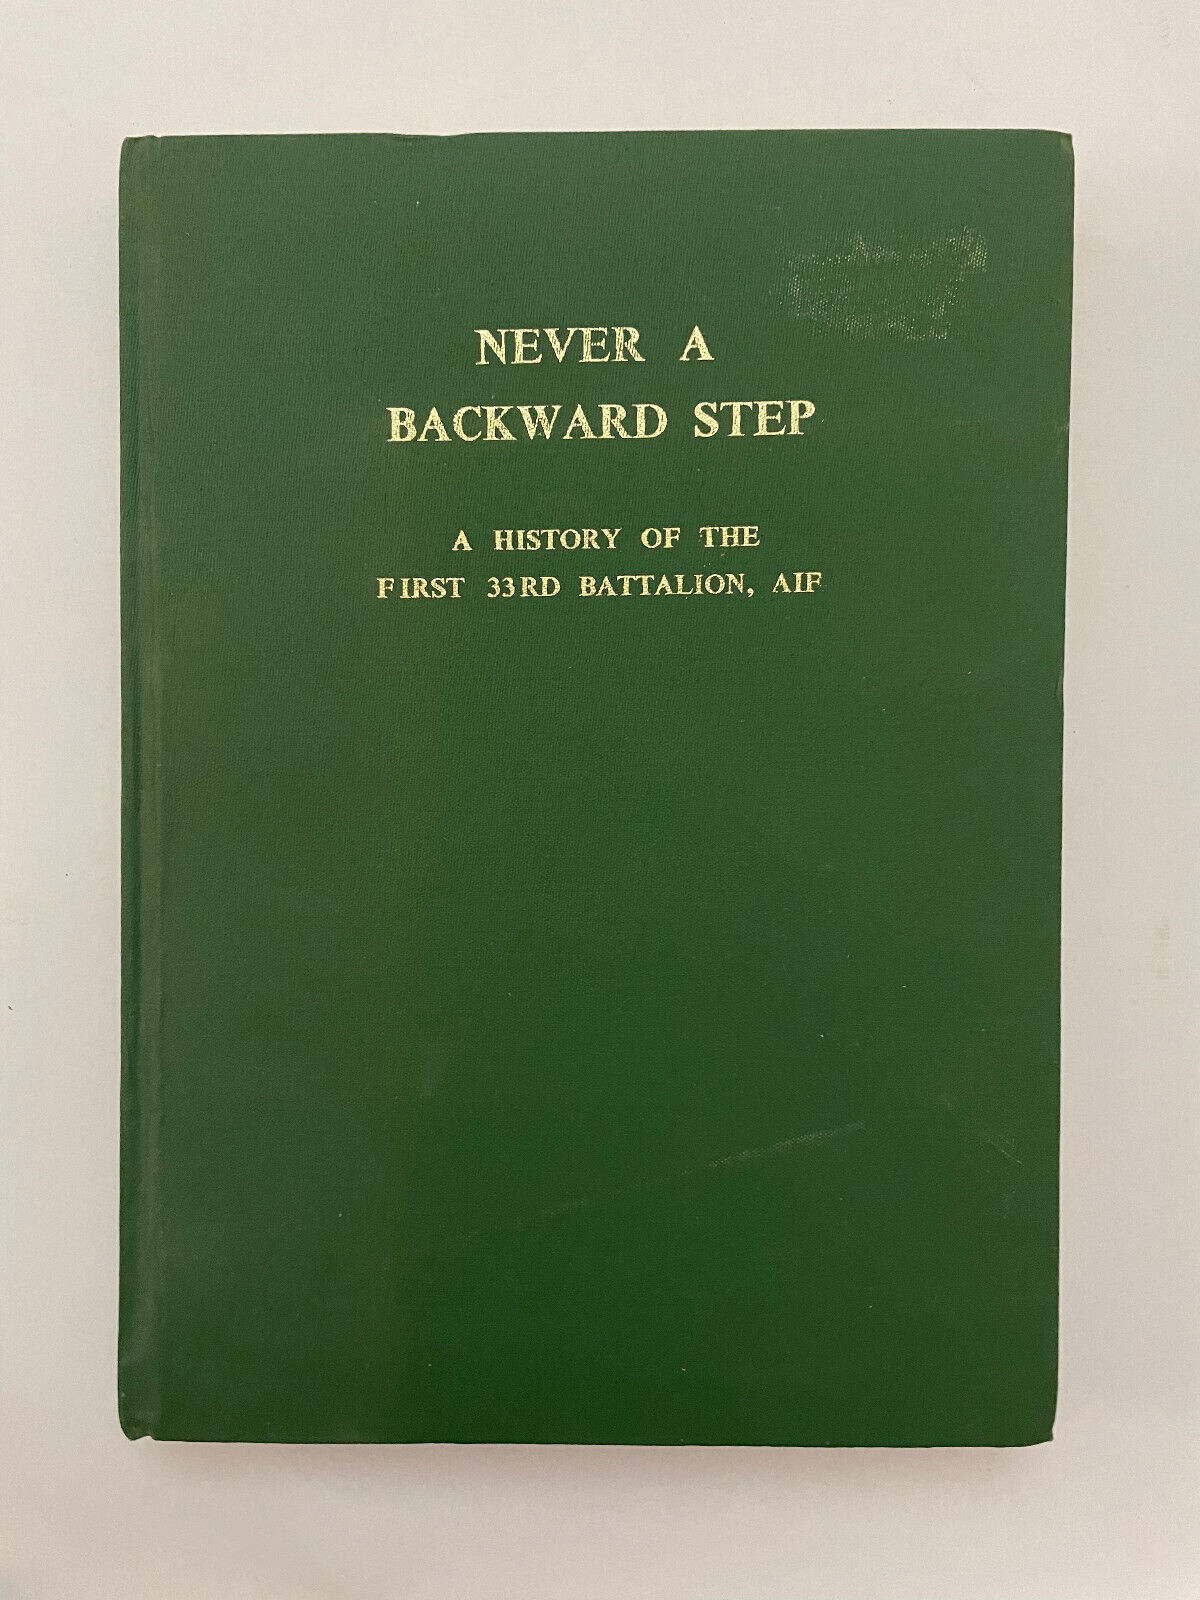 NEVER A
BACKWARD STEP
A HISTORY OF THE
FIRST 33RD BATTALION, AIF